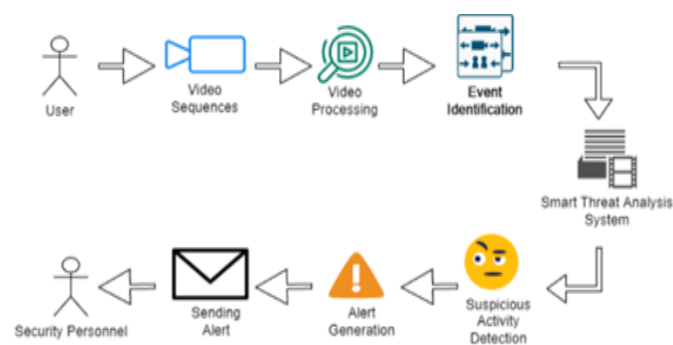 User
Video
Sequences
Video
Processing
Event
Identification
Smart Threat Analysis
System
Security Personnel
Sending
Alert
Alert
Generation
Suspicious
Activity
Detection